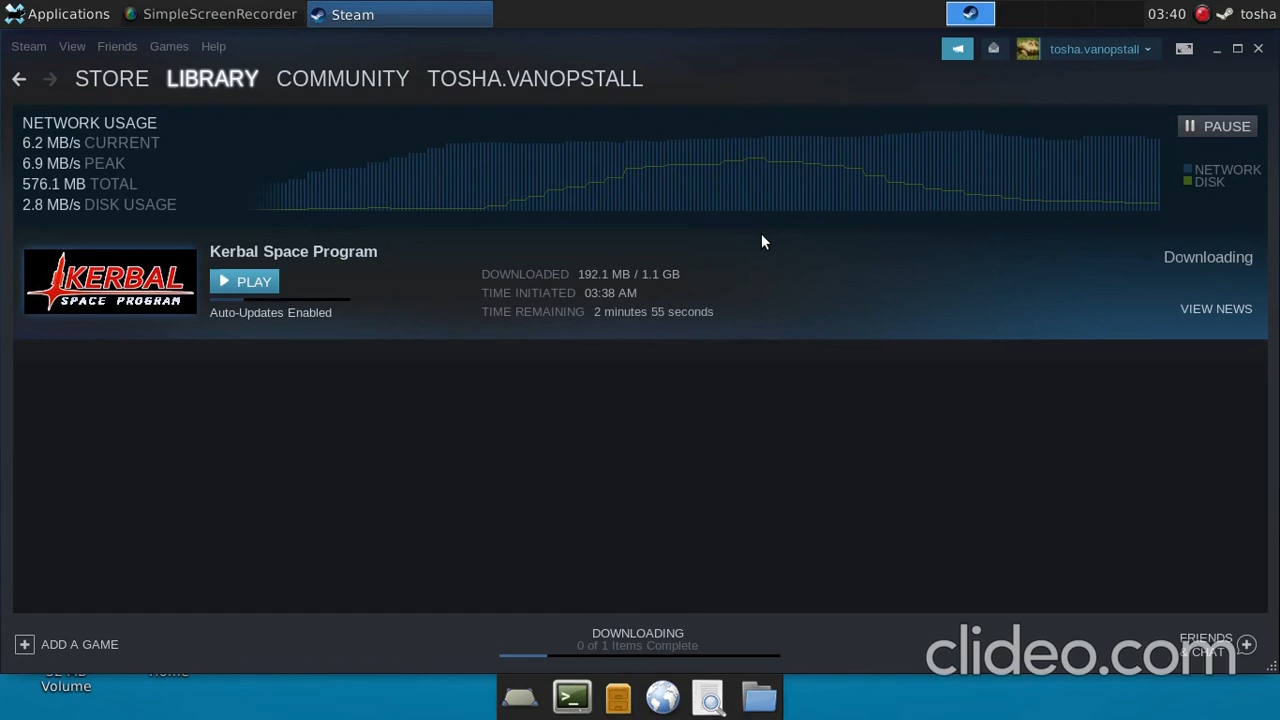 Applications
SimpleScreenRecorder
Steam
03:40
tosha
Steam View Friends Games Help
tosha.vanopstall
STORE LIBRARY COMMUNITY TOSHA.VANOPSTALL
NETWORK USAGE
6.2 MB/s CURRENT
6.9 MB/s PEAK
576.1 MB TOTAL
2.8 MB/s DISK USAGE
PAUSE
NETWORK
DISK
KERBAL
SPACE PROGRAM
Kerbal Space Program
PLAY
Auto-Updates Enabled
DOWNLOADED 192.1 MB / 1.1 GB
TIME INITIATED 03:38 AM
TIME REMAINING 2 minutes 55 seconds
Downloading
VIEW NEWS
ADD A GAME
DOWNLOADING
0 of 1 Items Complete
FRIENDS
& CHAT
clideo.com
Volume
Home